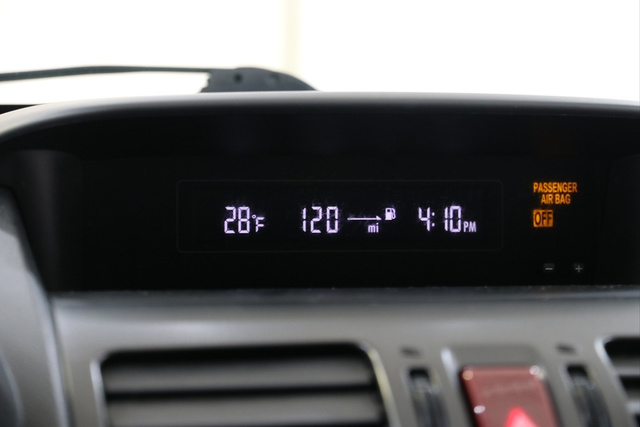 28°F 120 mi 4:10 PM
PASSENGER
AIR BAG
OFF
- +